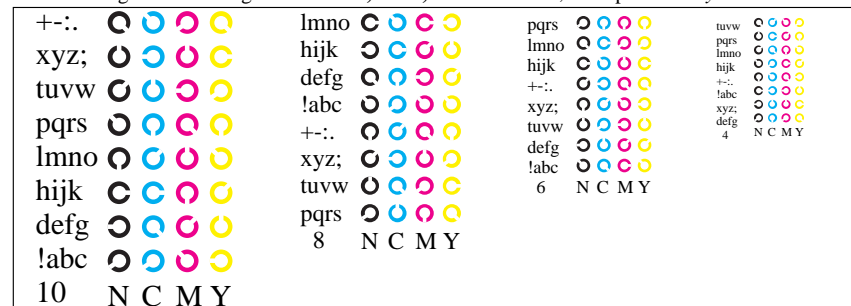 +-:.
xyz;
tuvw
pqrs
lmno
hijk
defg
!abc
10 N C M Y
lmno
hijk
defg
!abc
+-:.
xyz;
tuvw
pqrs
8 N C M Y
pqrs
lmno
hijk
+-:.
xyz;
tuvw
defg
!abc
6 N C M Y
tuvw
pqrs
lmno
hijk
+-:.
!abc
xyz;
defg
4 N C M Y